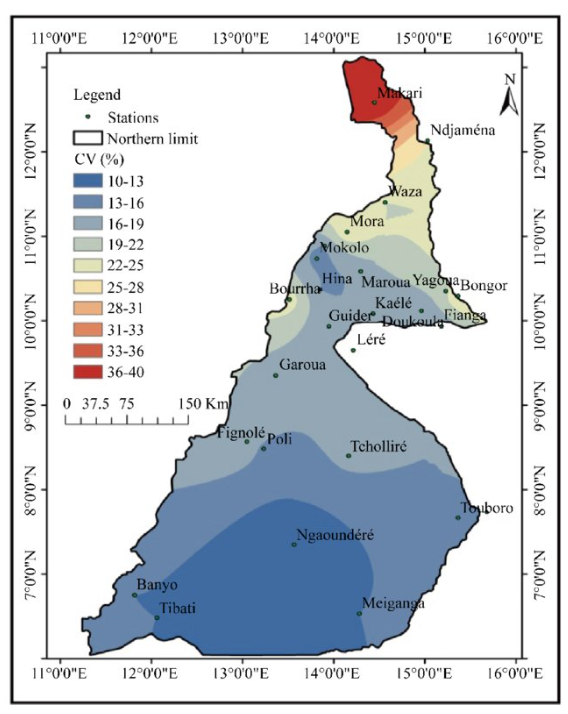 11°0'0"E 12°0'0"E 13°0'0"E 14°0'0"E 15°0'0"E 16°0'0"E
N
Legend
Stations
Northern limit
CV (%)
10-13
13-16
16-19
19-22
22-25
25-28
28-31
31-33
33-36
36-40
0 37.5 75 150 Km
Makari
Ndjaména
Waza
Mora
Mokolo
Hina
Maroua
Yagoua
Bongor
Bourrha
Kaélé
Guider
Doukoula
Fianga
Léré
Garoua
Fignolé
Poli
Tcholliré
Touboro
Ngaoundéré
Banyo
Tibati
Meiganga
12°0'0"N
11°0'0"N
10°0'0"N
9°0'0"N
8°0'0"N
7°0'0"N
12°0'0"N
11°0'0"N
10°0'0"N
9°0'0"N
8°0'0"N
7°0'0"N
11°0'0"E 12°0'0"E 13°0'0"E 14°0'0"E 15°0'0"E 16°0'0"E